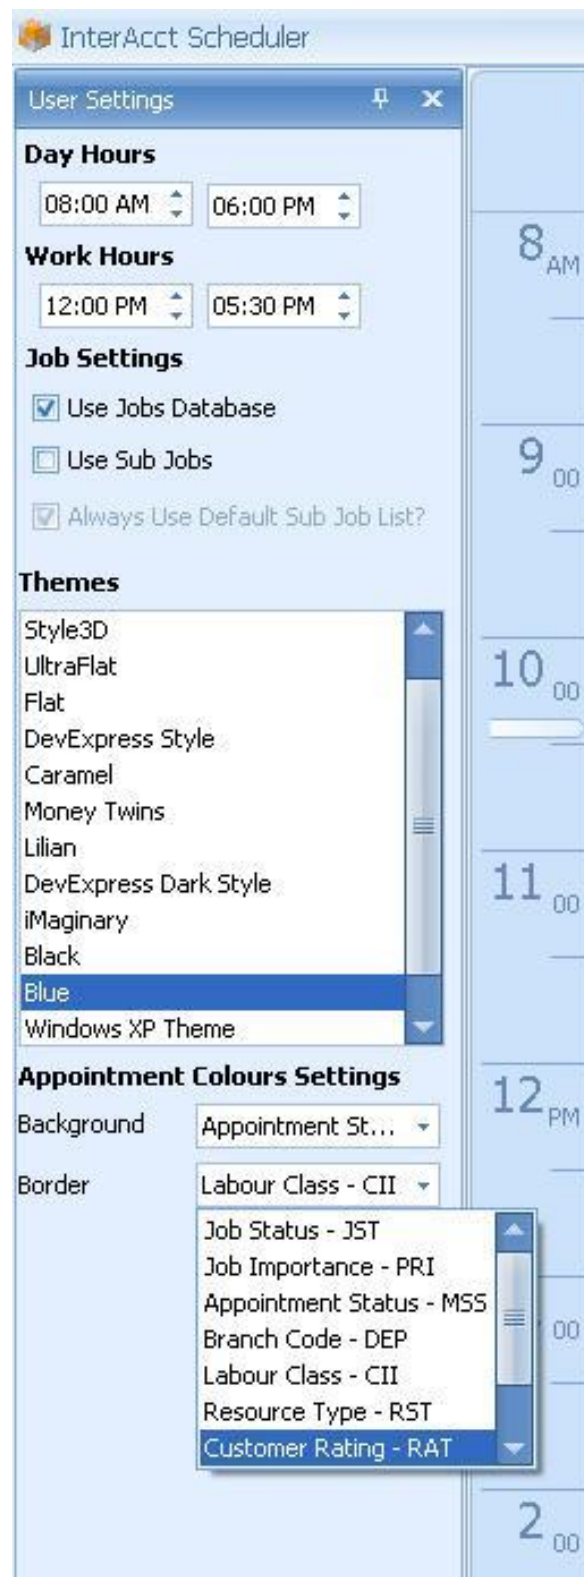 InterAcct Scheduler
User Settings
Day Hours
08:00 AM 06:00 PM
Work Hours
12:00 PM 05:30 PM
Job Settings
Use Jobs Database
Use Sub Jobs
Always Use Default Sub Job List?
Themes
Style3D
UltraFlat
Flat
DevExpress Style
Caramel
Money Twins
Lilian
DevExpress Dark Style
iMaginary
Black
Blue
Windows XP Theme
Appointment Colours Settings
Background Appointment St...
Border Labour Class - CII
Job Status - JST
Job Importance - PRI
Appointment Status - MSS
Branch Code - DEP
Labour Class - CII
Resource Type - RST
Customer Rating - RAT
8 AM
9 00
10 00
11 00
12 PM
00
2 00